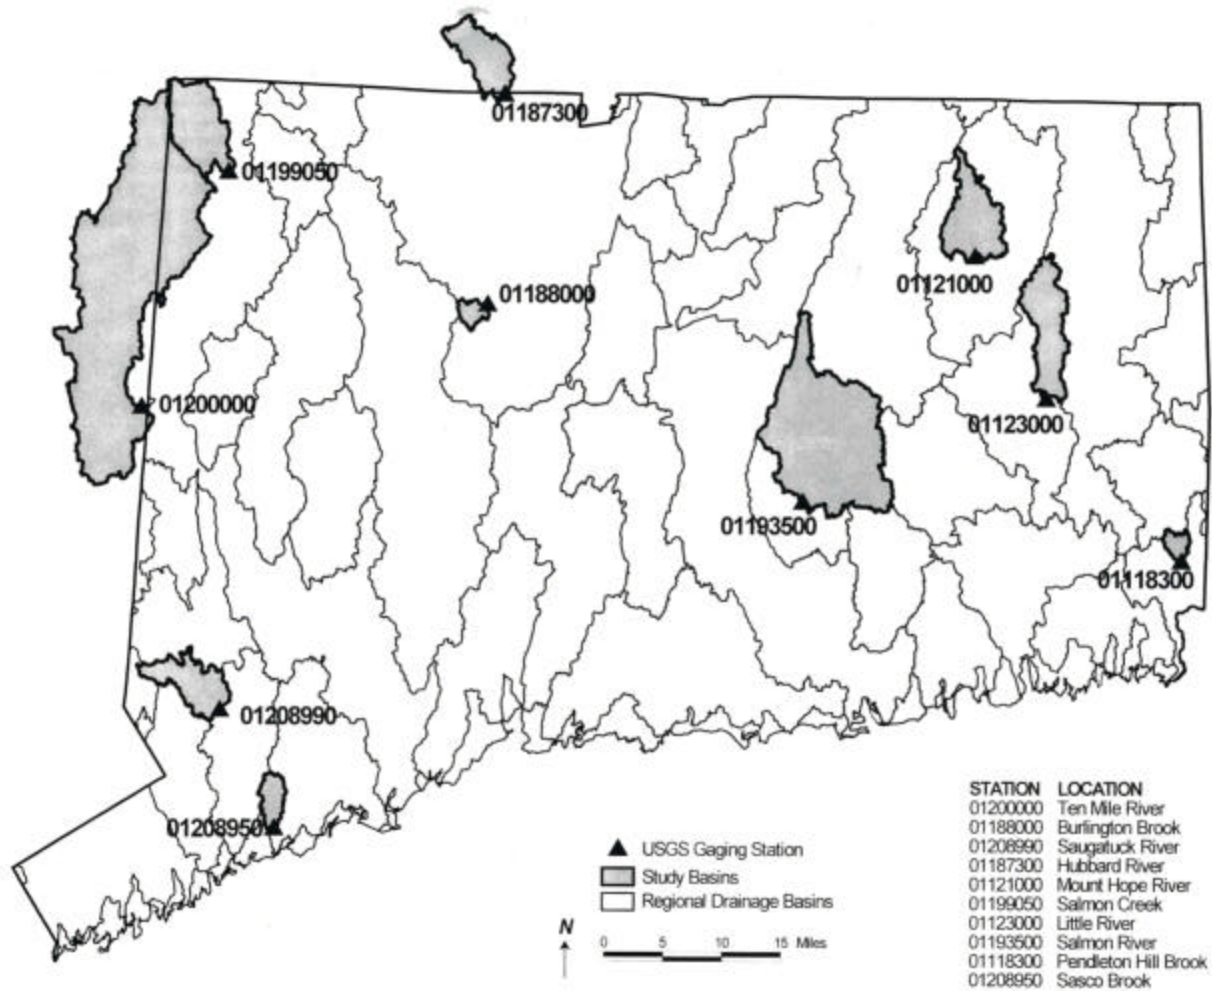 01187300
01199050
01121000
01188000
01200000
01123000
01193500
01118300
01208990
01208950
STATION LOCATION
01200000 Ten Mile River
01188000 Burlington Brook
01208990 Saugatuck River
01187300 Hubbard River
01121000 Mount Hope River
01199050 Salmon Creek
01123000 Little River
01193500 Salmon River
01118300 Pendleton Hill Brook
01208950 Sasco Brook
USGS Gaging Station
Study Basins
Regional Drainage Basins
N
0 5 10 15 Miles